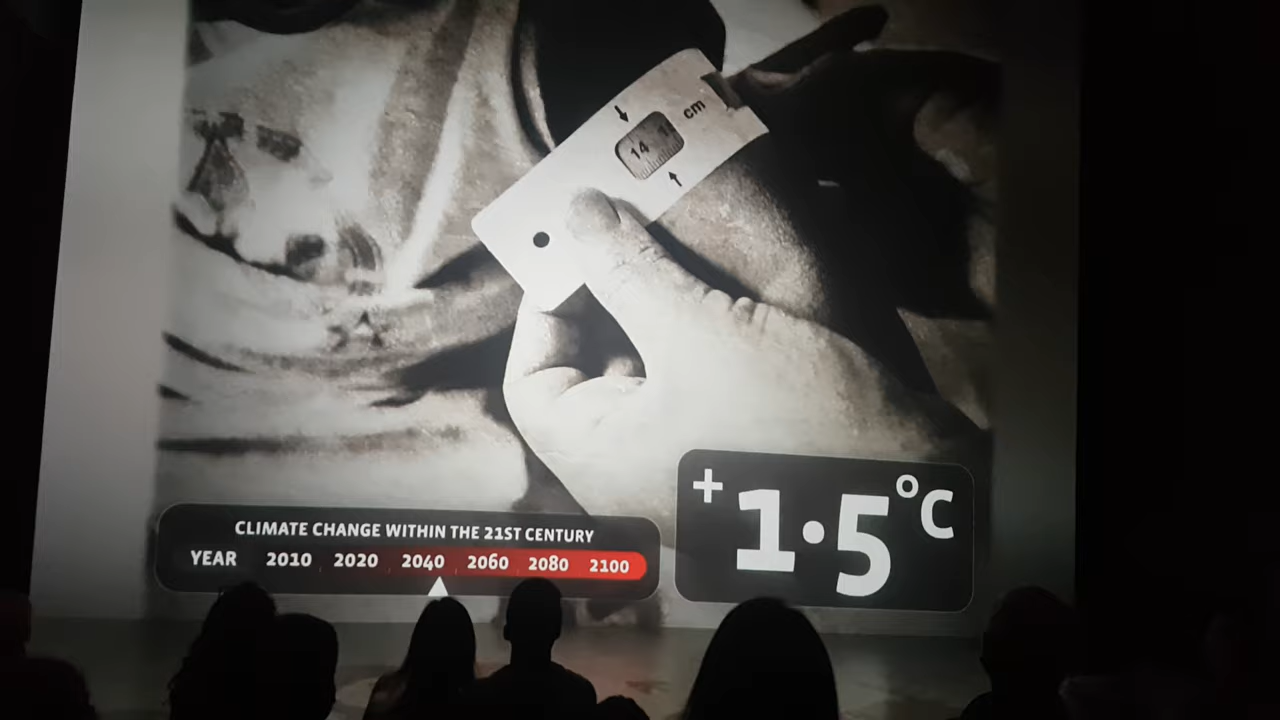 cm
14
CLIMATE CHANGE WITHIN THE 21ST CENTURY
YEAR 2010 2020 2040 2060 2080 2100
+1.5°C